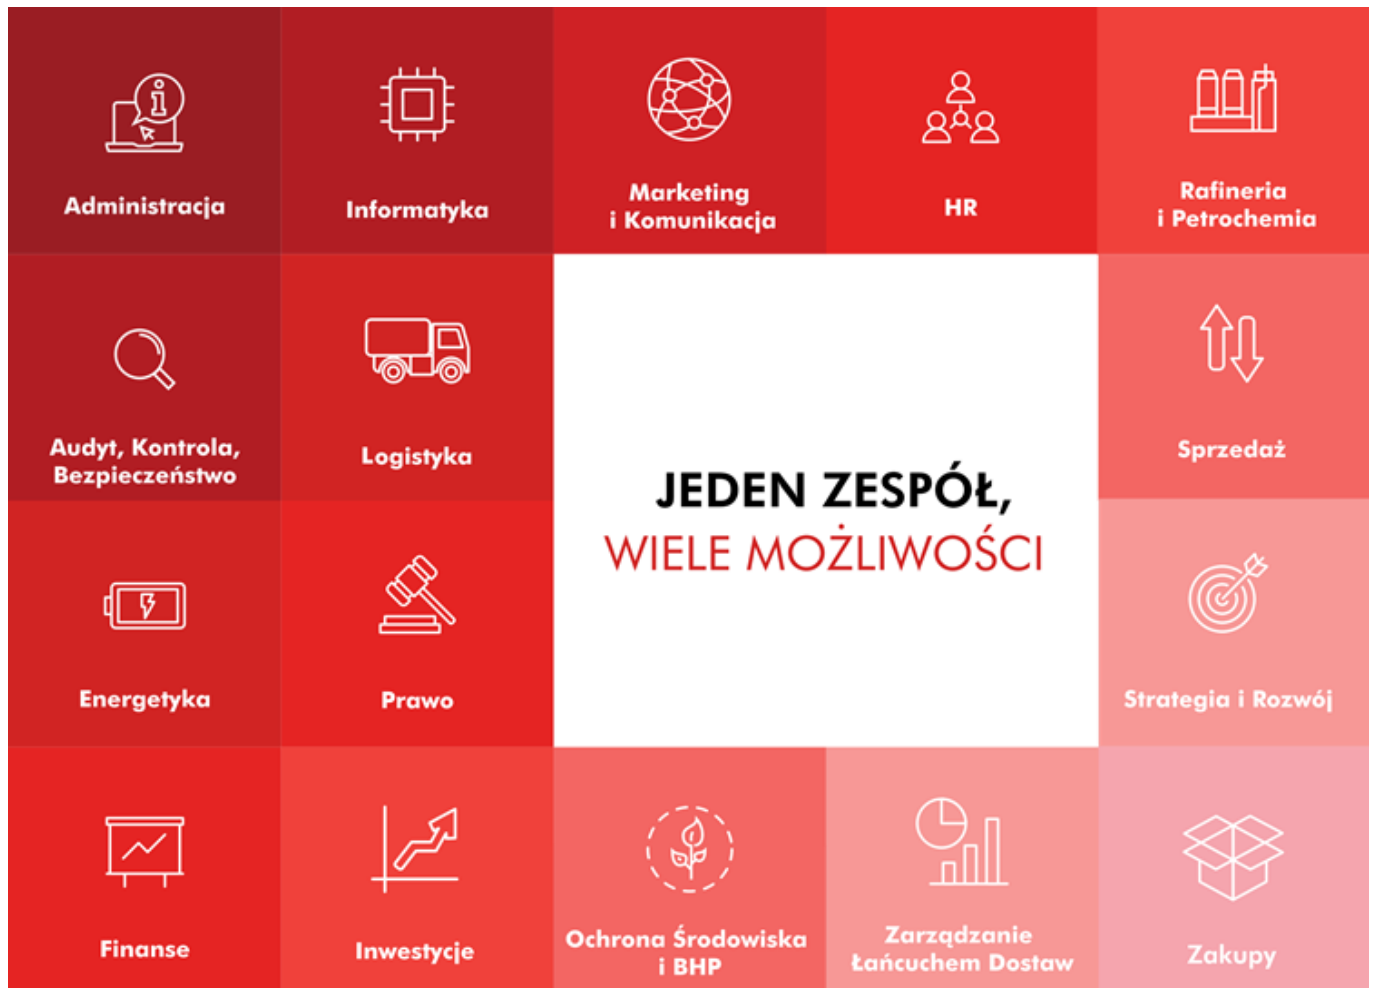 Administracja
Informatyka
Marketing
i Komunikacja
HR
Rafineria
i Petrochemia
Audyt, Kontrola,
Bezpieczeństwo
Logistyka
JEDEN ZESPÓŁ,
WIELE MOŻLIWOŚCI
Sprzedaż
Energetyka
Prawo
Strategia i Rozwój
Finanse
Inwestycje
Ochrona Środowiska
i BHP
Zarządzanie
Łańcuchem Dostaw
Zakupy